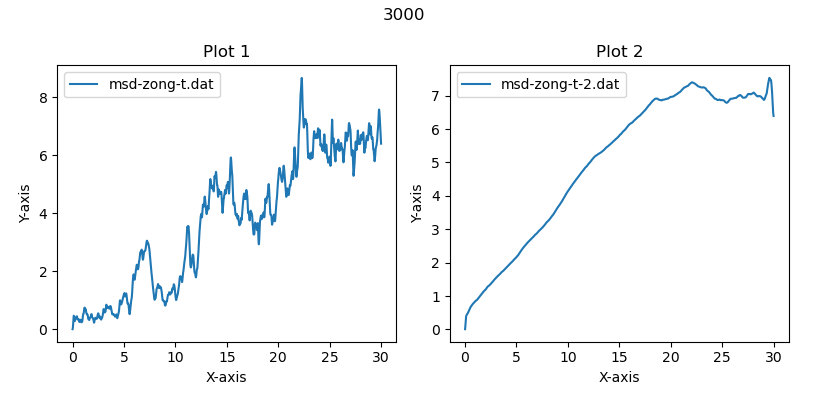 3000
Plot 1
msd-zong-t.dat
Y-axis
8
6
4
2
0
0 5 10 15 20 25 30
X-axis
Plot 2
msd-zong-t-2.dat
Y-axis
7
6
5
4
3
2
1
0
0 5 10 15 20 25 30
X-axis